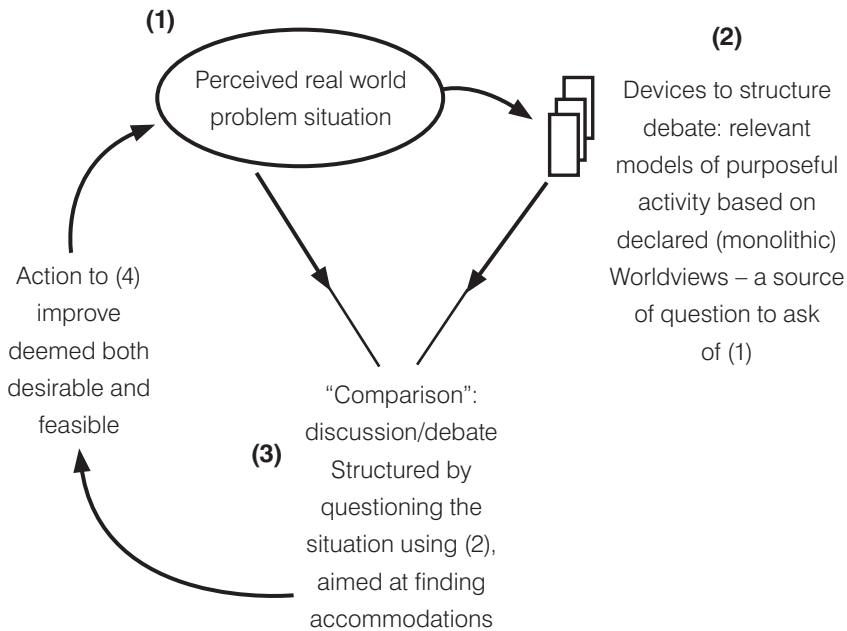 (1)
Perceived real world
problem situation
(2)
Devices to structure
debate: relevant
models of purposeful
activity based on
declared (monolithic)
Worldviews – a source
of question to ask
of (1)
“Comparison”:
discussion/debate
(3)
Structured by
questioning the
situation using (2),
aimed at finding
accommodations
Action to (4)
improve
deemed both
desirable and
feasible